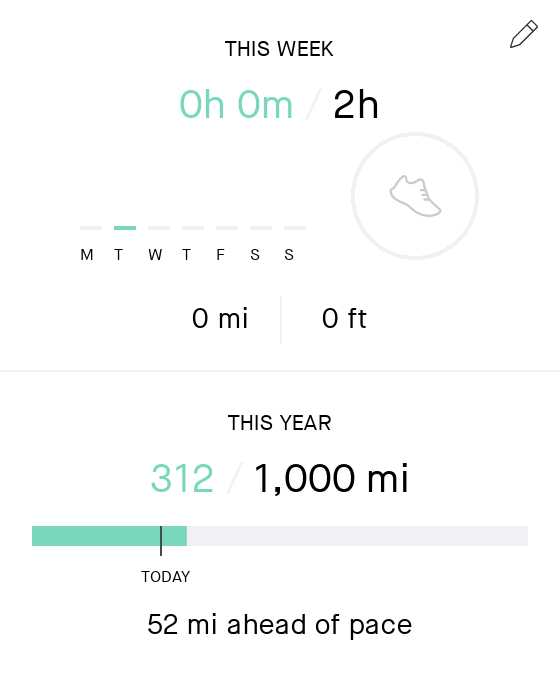 THIS WEEK
0h 0m / 2h
M T W T F S S
0 mi 0 ft
THIS YEAR
312 / 1,000 mi
TODAY
52 mi ahead of pace